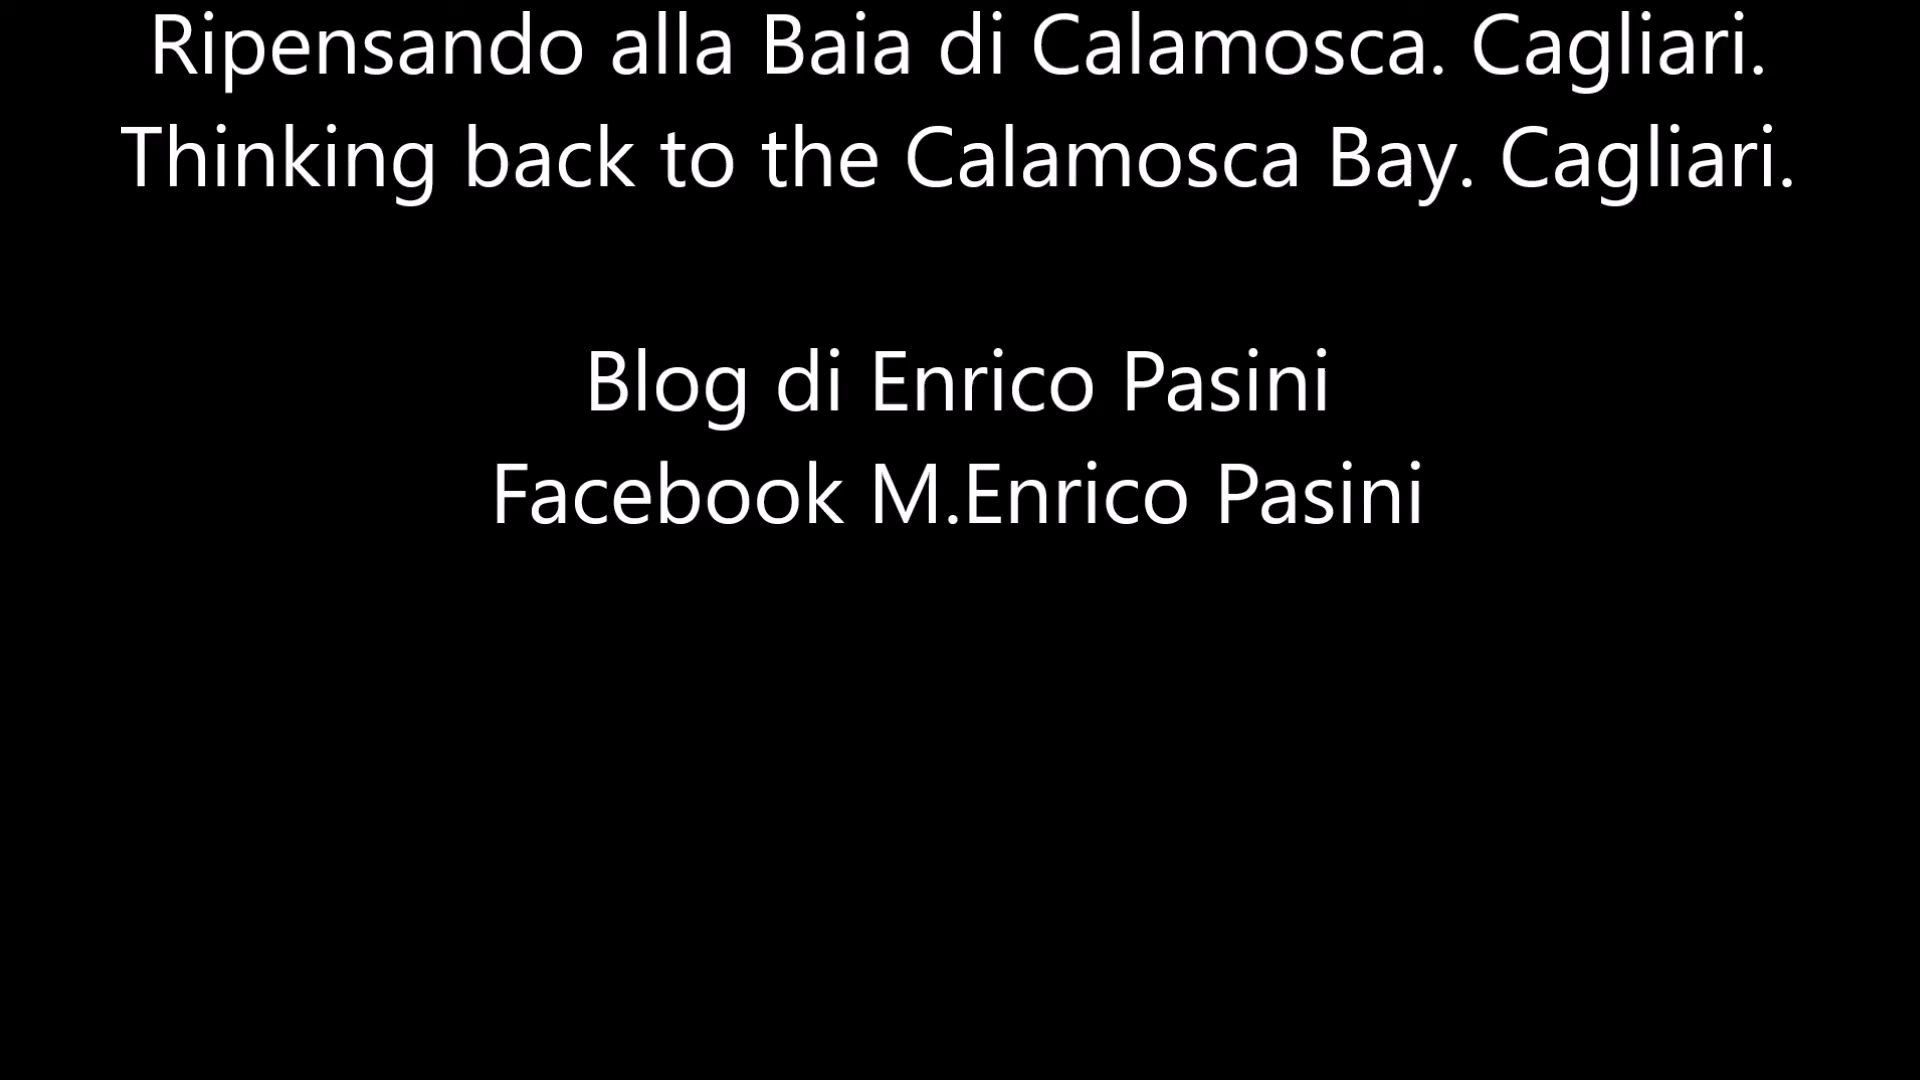 Ripensando alla Baia di Calamosca. Cagliari.
Thinking back to the Calamosca Bay. Cagliari.
Blog di Enrico Pasini
Facebook M.Enrico Pasini